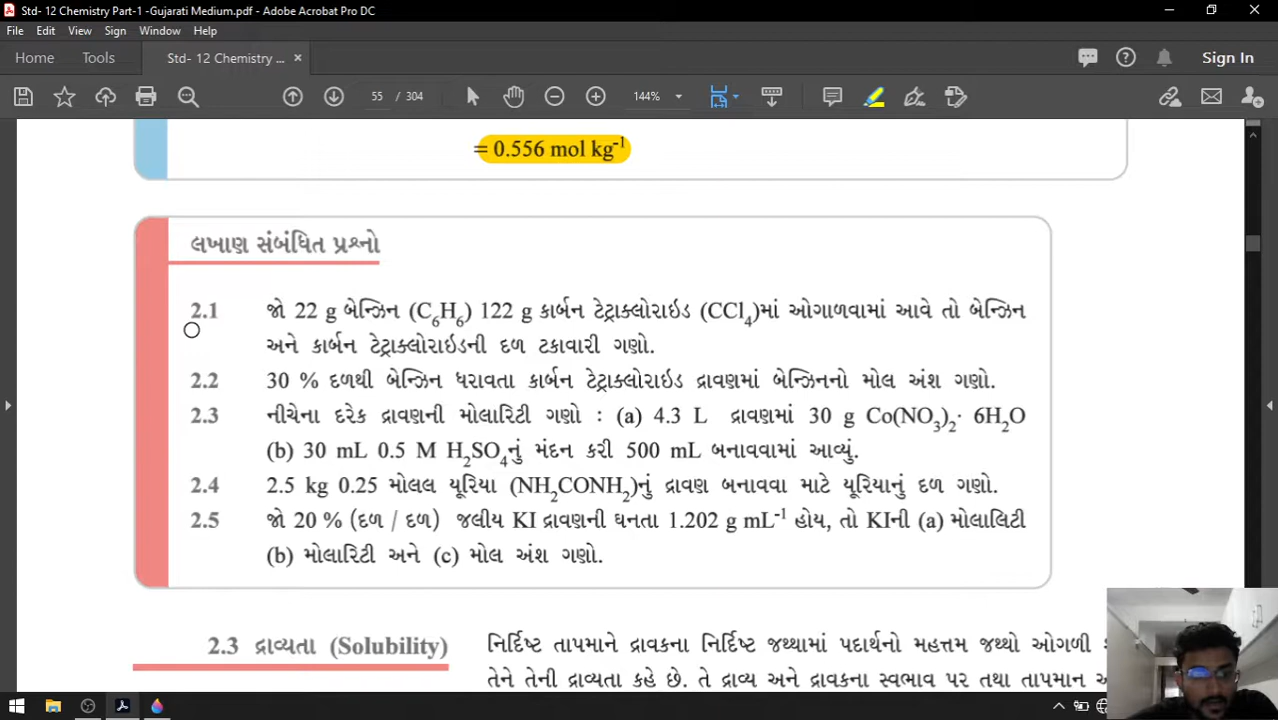 Std- 12 Chemistry Part-1 -Gujarati Medium.pdf - Adobe Acrobat Pro DC
File Edit View Sign Window Help
Home Tools Std- 12 Chemistry ... × Sign In
55 / 304 144%
= 0.556 mol kg⁻¹
લખાણ સંબંધિત પ્રશ્નો
2.1 જો 22 g બેન્ઝિન (C₆H₆) 122 g કાર્બન ટેટ્રાક્લોરાઇડ (CCl₄)માં ઓગાળવામાં આવે તો બેન્ઝિન
અને કાર્બન ટેટ્રાક્લોરાઇડની દળ ટકાવારી ગણો.
2.2 30 % દળથી બેન્ઝિન ધરાવતા કાર્બન ટેટ્રાક્લોરાઇડ દ્રાવણમાં બેન્ઝિનનો મોલ અંશ ગણો.
2.3 નીચેના દરેક દ્રાવણની મોલારિટી ગણો : (a) 4.3 L દ્રાવણમાં 30 g Co(NO₃)₂· 6H₂O
(b) 30 mL 0.5 M H₂SO₄નું મંદન કરી 500 mL બનાવવામાં આવ્યું.
2.4 2.5 kg 0.25 મોલલ યૂરિયા (NH₂CONH₂)નું દ્રાવણ બનાવવા માટે યૂરિયાનું દળ ગણો.
2.5 જો 20 % (દળ / દળ) જલીય KI દ્રાવણની ઘનતા 1.202 g mL⁻¹ હોય, તો KIની (a) મોલાલિટી
(b) મોલારિટી અને (c) મોલ અંશ ગણો.
2.3 દ્રાવ્યતા (Solubility) નિર્દિષ્ટ તાપમાને દ્રાવકના નિર્દિષ્ટ જથ્થામાં પદાર્થનો મહત્તમ જથ્થો ઓગળી
તેને તેની દ્રાવ્યતા કહે છે. તે દ્રાવ્ય અને દ્રાવકના સ્વભાવ પર તથા તાપમાન